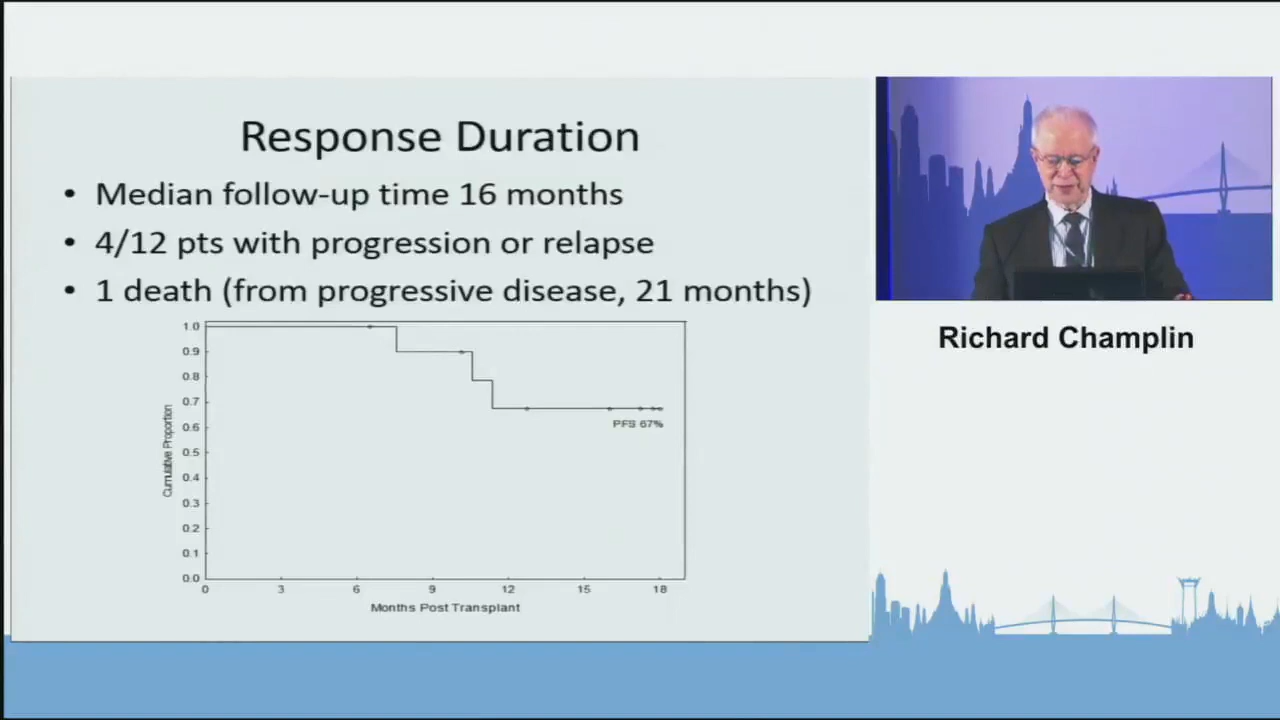 Response Duration
• Median follow-up time 16 months
• 4/12 pts with progression or relapse
• 1 death (from progressive disease, 21 months)
1.0
0.9
0.8
0.7
0.6
0.5
0.4
0.3
0.2
0.1
0.0
Cumulative Proportion
PFS 67%
0 3 6 9 12 15 18
Months Post Transplant
Richard Champlin